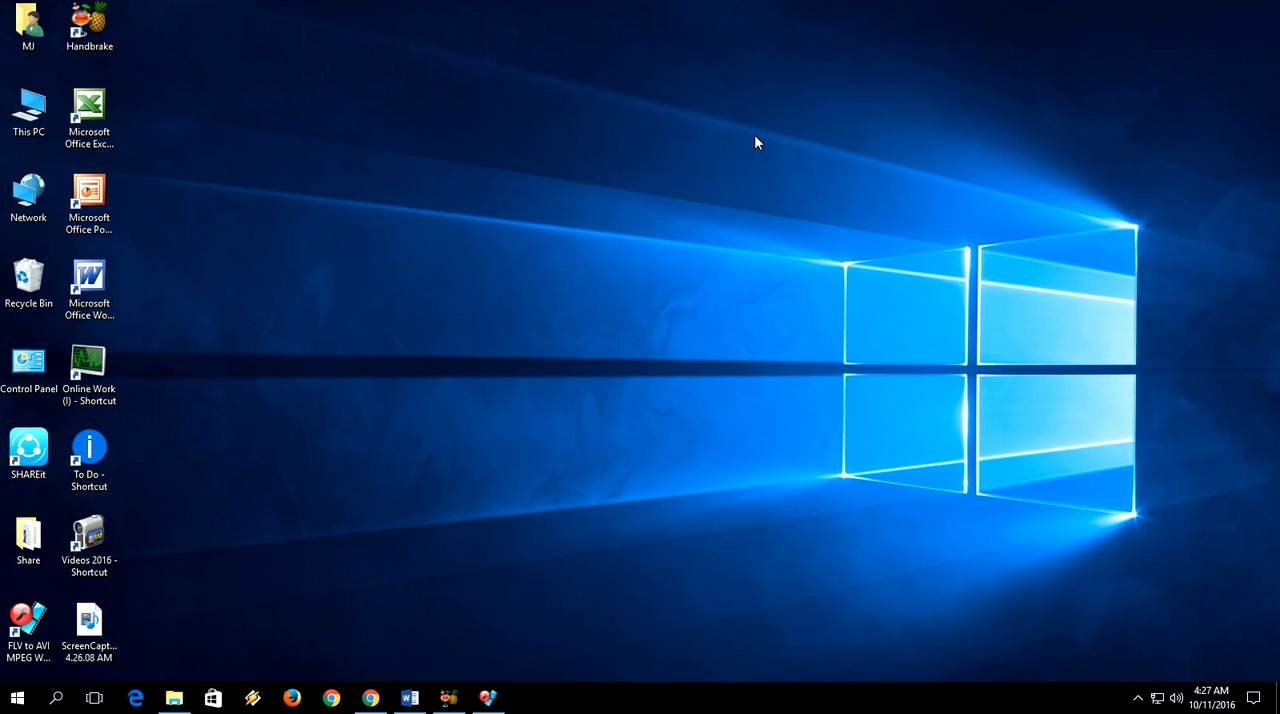 MJ
Handbrake
This PC
Microsoft
Office Exc...
Network
Microsoft
Office Po...
Recycle Bin
Microsoft
Office Wo...
Control Panel
Online Work
(I) - Shortcut
SHAREit
To Do -
Shortcut
Share
Videos 2016 -
Shortcut
FLV to AVI
MPEG W...
ScreenCapt...
4.26.08 AM
4:27 AM
10/11/2016